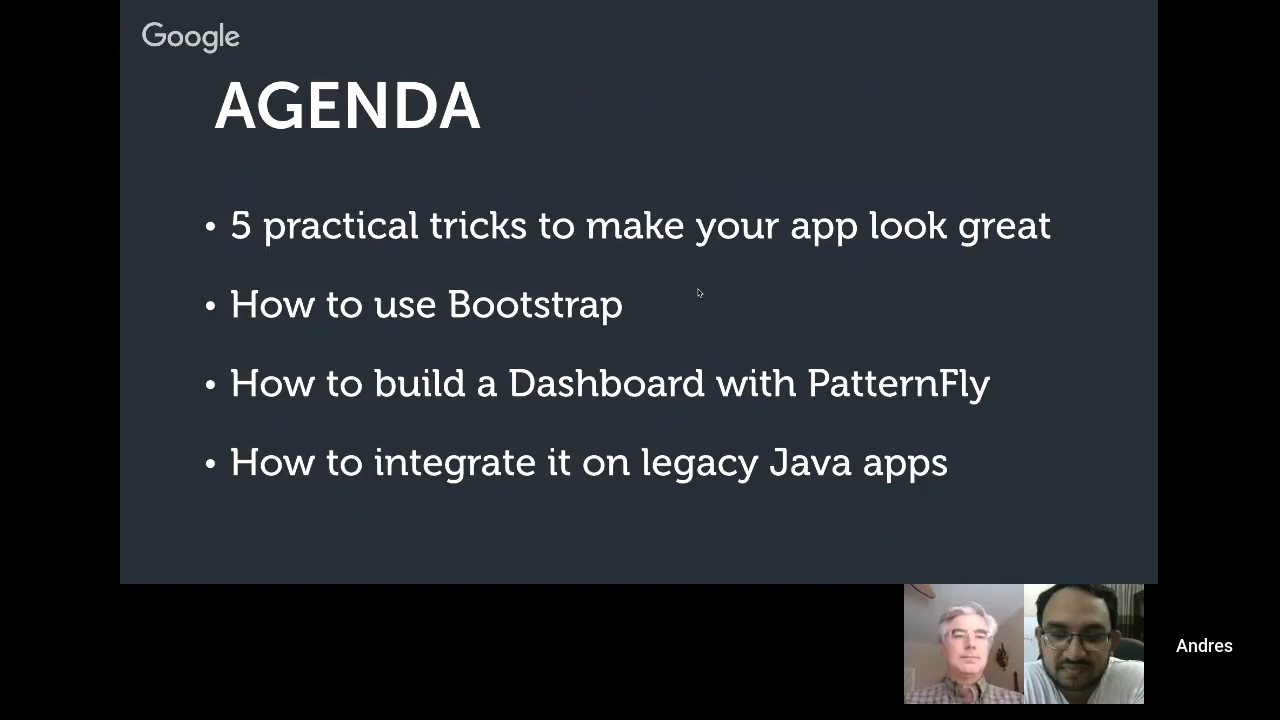 Google
AGENDA
• 5 practical tricks to make your app look great
• How to use Bootstrap
• How to build a Dashboard with PatternFly
• How to integrate it on legacy Java apps
Andres